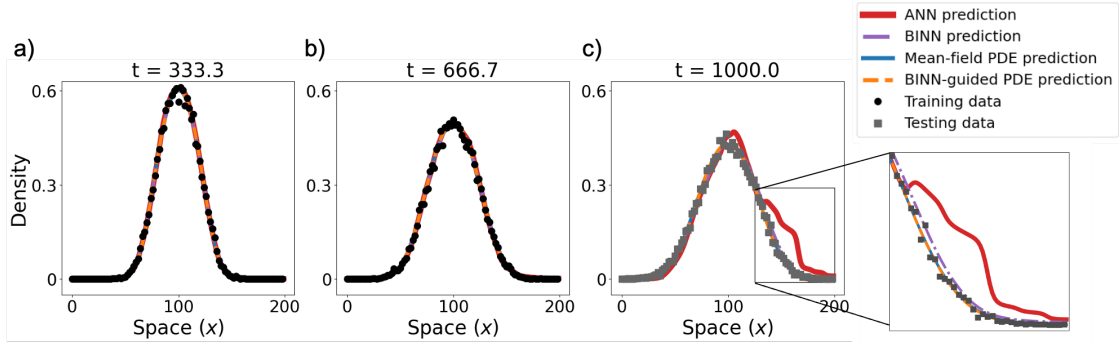 a)
t = 333.3
Density
0.6
0.3
0
0
100
200
Space (x)
b)
t = 666.7
0.6
0.3
0
0
100
200
Space (x)
c)
t = 1000.0
0.6
0.3
0
0
100
200
Space (x)
ANN prediction
BINN prediction
Mean-field PDE prediction
BINN-guided PDE prediction
Training data
Testing data